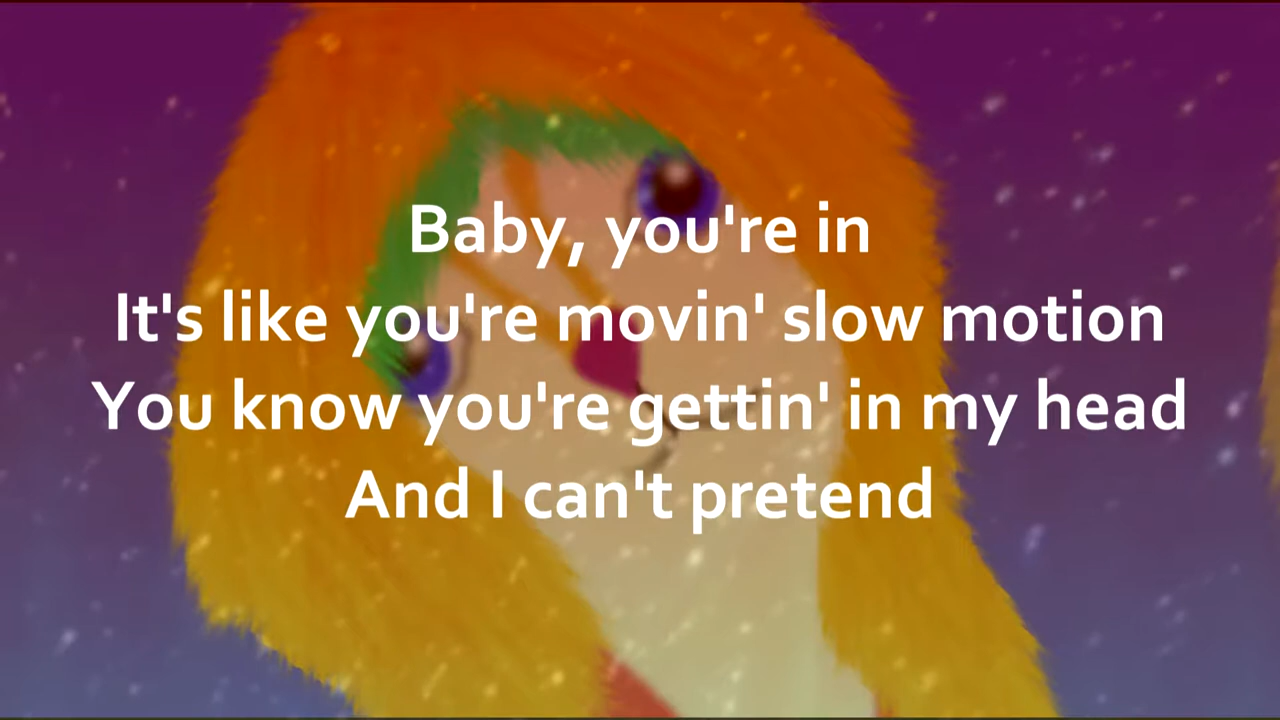 Baby, you're in
It's like you're movin' slow motion
You know you're gettin' in my head
And I can't pretend